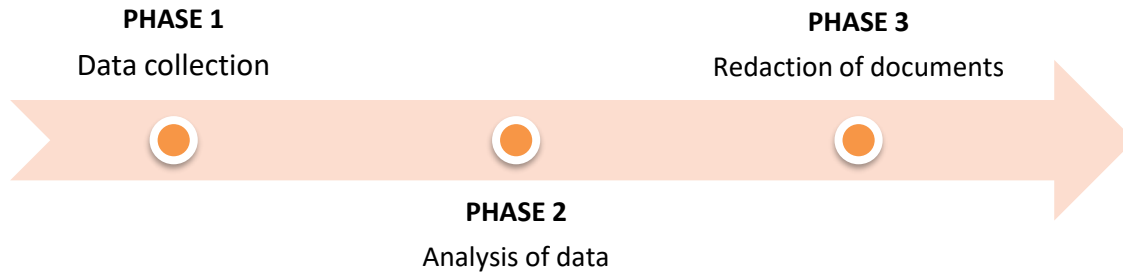 PHASE 1
Data collection
PHASE 2
Analysis of data
PHASE 3
Redaction of documents